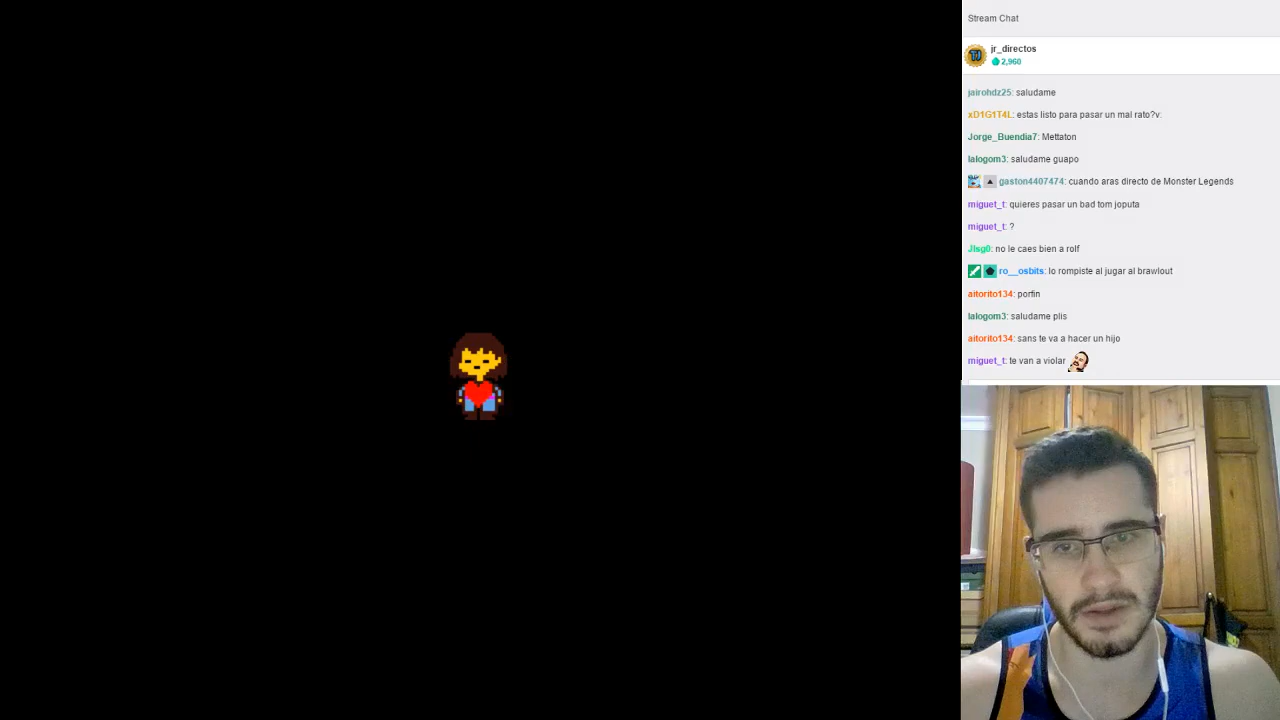 Stream Chat
jr_directos
2,960
jairohdz25: saludame
xD1G1T4L: estas listo para pasar un mal rato?v:
Jorge_Buendia7: Mettaton
lalogom3: saludame guapo
gaston4407474: cuando aras directo de Monster Legends
miguet_t: quieres pasar un bad tom joputa
miguet_t: ?
Jlsg0: no le caes bien a rolf
ro__osbits: lo rompiste al jugar al brawlout
aitorito134: porfin
lalogom3: saludame plis
aitorito134: sans te va a hacer un hijo
miguet_t: te van a violar